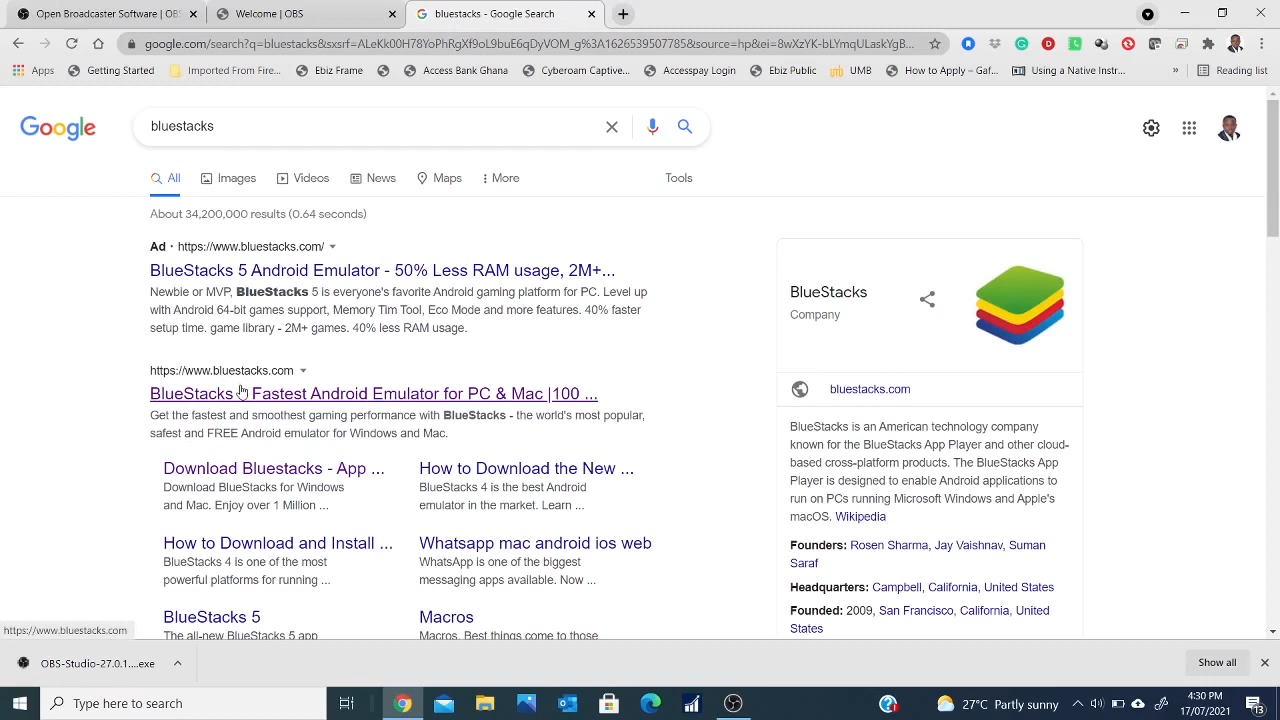 Open Broadcaster Software | OBS
Welcome | OBS
bluestacks - Google Search
google.com/search?q=bluestacks&sxsrf=ALeKk00H78YoPhRgXf9oL9buE6qDyVOM_g%3A1626539507785&source=hp&ei=8wXzYK-bLYmqULaskYgB...
Apps
Getting Started
Imported From IE...
Ebiz Frame
Access Bank Ghana
Cyberoam Captive...
Accesspay Login
Ebiz Public
UMB
How to Apply - Gaf...
Using a Native Instr...
»
Reading list
Google
bluestacks
All
Images
Videos
News
Maps
More
Tools
About 34,200,000 results (0.64 seconds)
Ad · https://www.bluestacks.com/
BlueStacks 5 Android Emulator - 50% Less RAM usage, 2M+...
Newbie or MVP, BlueStacks 5 is everyone's favorite Android gaming platform for PC. Level up
with Android 64-bit games support, Memory Tim Tool, Eco Mode and more features. 40% faster
setup time. game library - 2M+ games. 40% less RAM usage.
https://www.bluestacks.com
BlueStacks - Fastest Android Emulator for PC & Mac |100 ...
Get the fastest and smoothest gaming performance with BlueStacks - the world's most popular,
safest and FREE Android emulator for Windows and Mac.
Download Bluestacks - App ...
Download BlueStacks for Windows
and Mac. Enjoy over 1 Million ...
How to Download the New ...
BlueStacks 4 is the best Android
emulator in the market. Learn ...
How to Download and Install ...
BlueStacks 4 is one of the most
powerful platforms for running ...
Whatsapp mac android ios web
WhatsApp is one of the biggest
messaging apps available. Now ...
BlueStacks 5
The all-new BlueStacks 5 app
Macros
Macros. Best things come to those
BlueStacks
Company
bluestacks.com
BlueStacks is an American technology company
known for the BlueStacks App Player and other cloud-
based cross-platform products. The BlueStacks App
Player is designed to enable Android applications to
run on PCs running Microsoft Windows and Apple's
macOS. Wikipedia
Founders: Rosen Sharma, Jay Vaishnav, Suman
Saraf
Headquarters: Campbell, California, United States
Founded: 2009, San Francisco, California, United
States
https://www.bluestacks.com
OBS-Studio-27.0.1....exe
Show all
Type here to search
27°C Partly sunny
4:30 PM
17/07/2021
13